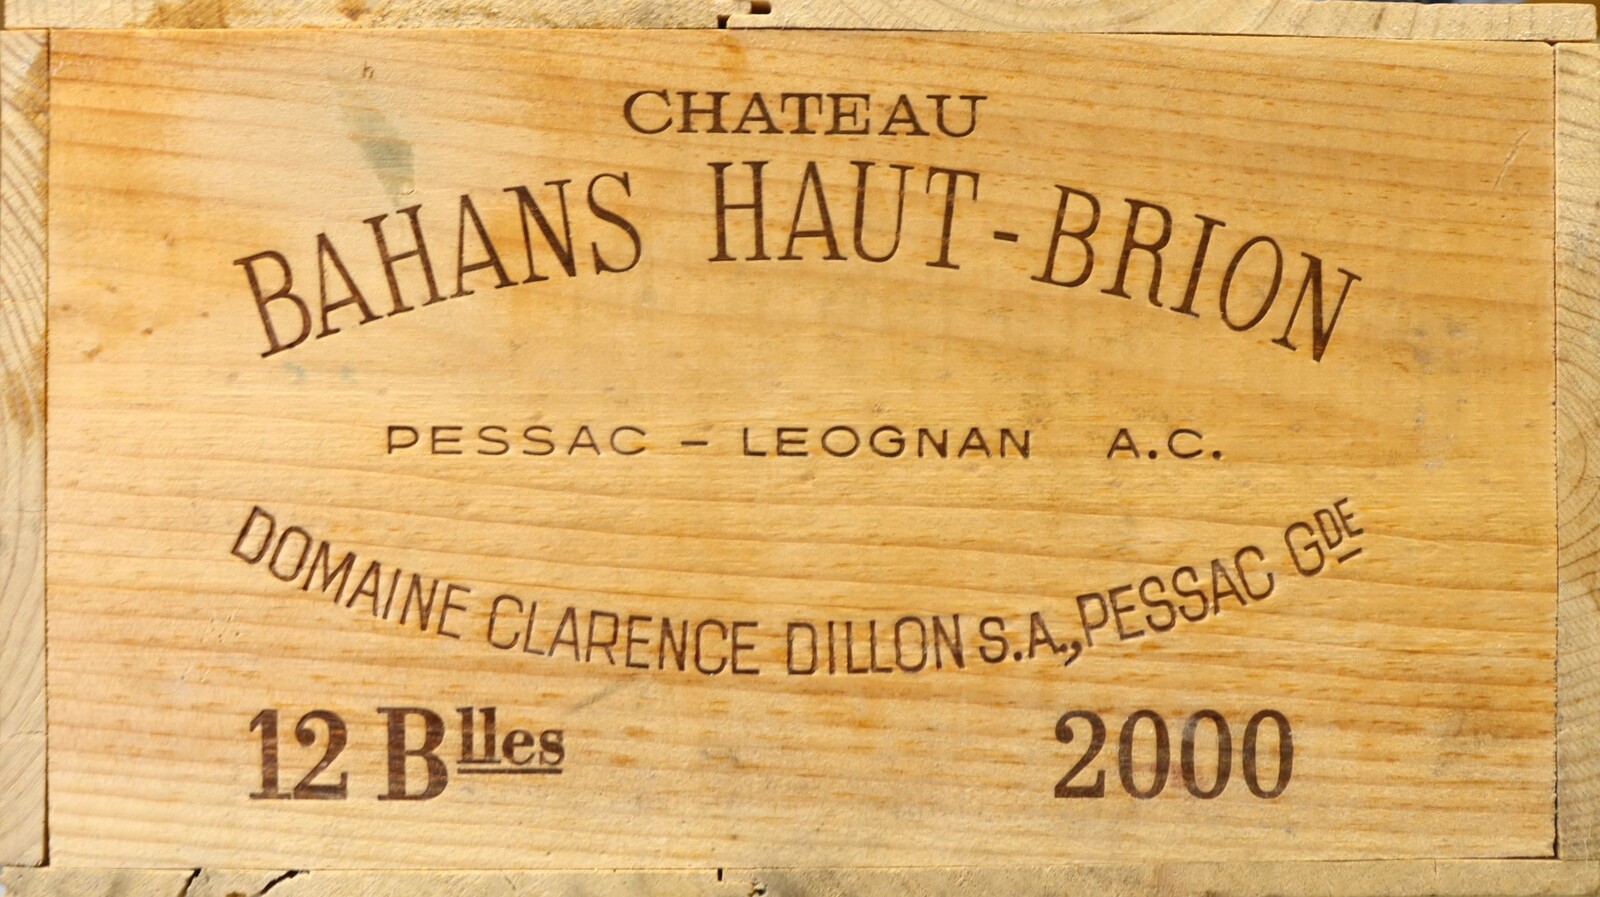 CHATEAU
BAHANS HAUT-BRION
PESSAC - LEOGNAN A.C.
DOMAINE CLARENCE DILLON S.A., PESSAC GDE
12 Blles 2000